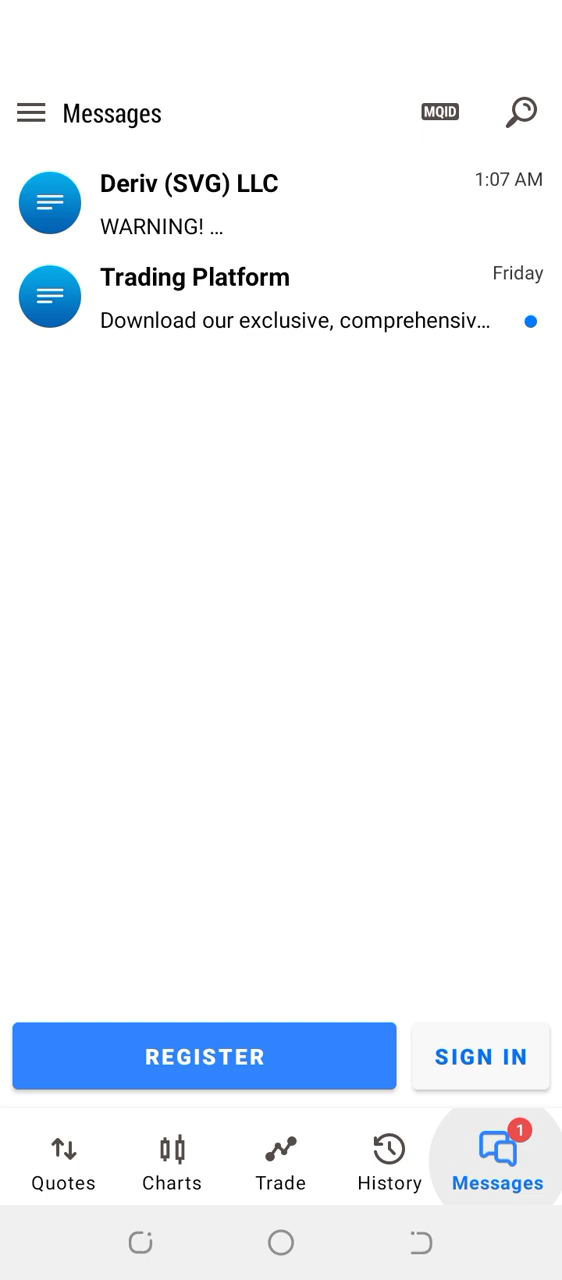 Messages
MQID
Deriv (SVG) LLC
1:07 AM
WARNING! ...
Trading Platform
Friday
Download our exclusive, comprehensiv...
REGISTER
SIGN IN
1
Quotes
Charts
Trade
History
Messages